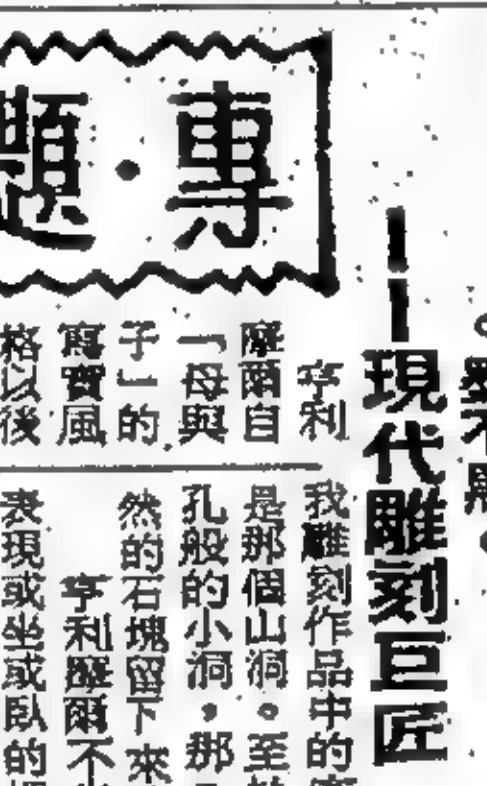 專・題
——現代雕刻巨匠
亨利
摩爾自
「母與
子」的
寫實風
格以後
我雕刻作品中的
是那個山洞。至
孔般的小洞，那
然的石塊留下來
亨利摩爾不
表現或坐或臥的